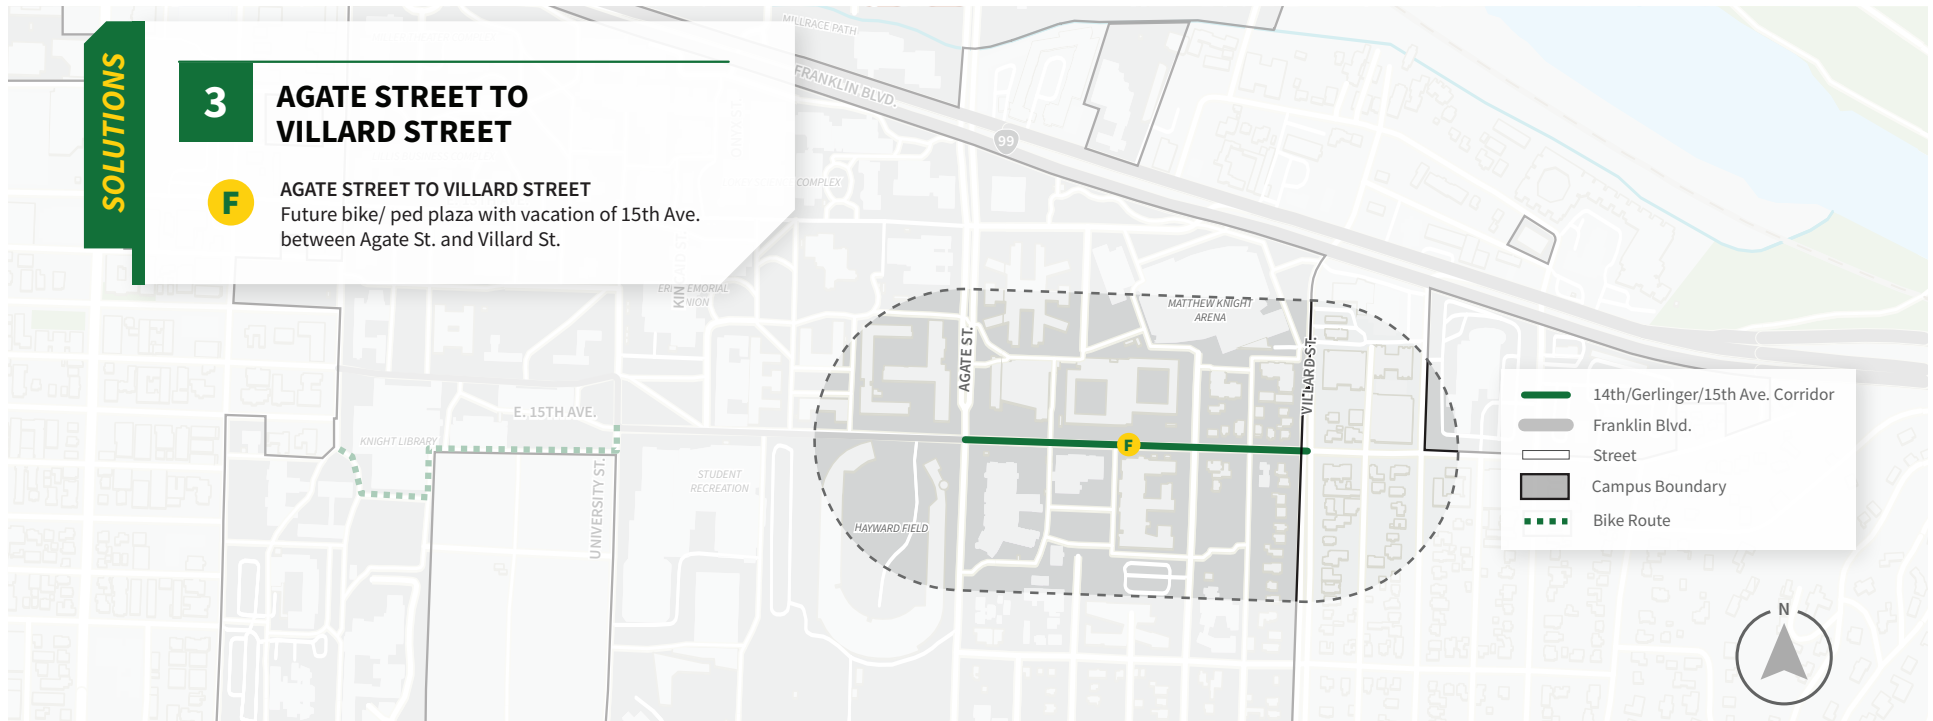 SOLUTIONS
3
AGATE STREET TO
VILLARD STREET
F
AGATE STREET TO VILLARD STREET
Future bike/ ped plaza with vacation of 15th Ave.
between Agate St. and Villard St.
MILLRACE PATH
FRANKLIN BLVD.
99
COMPLEX
KINCAID ST.
MATTHEW KNIGHT
ARENA
AGATE ST.
VILLARD ST.
E. 15TH AVE.
KNIGHT LIBRARY
UNIVERSITY ST.
STUDENT
RECREATION
F
HAYWARD FIELD
14th/Gerlinger/15th Ave. Corridor
Franklin Blvd.
Street
Campus Boundary
Bike Route
N